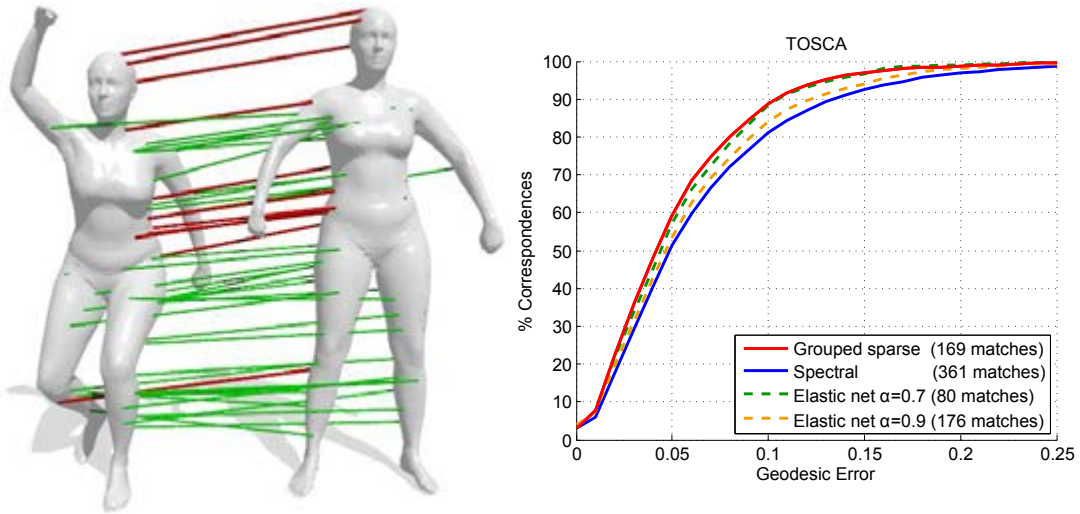 TOSCA
% Correspondences
100
90
80
70
60
50
40
30
20
10
0
Grouped sparse (169 matches)
Spectral (361 matches)
Elastic net α=0.7 (80 matches)
Elastic net α=0.9 (176 matches)
0 0.05 0.1 0.15 0.2 0.25
Geodesic Error